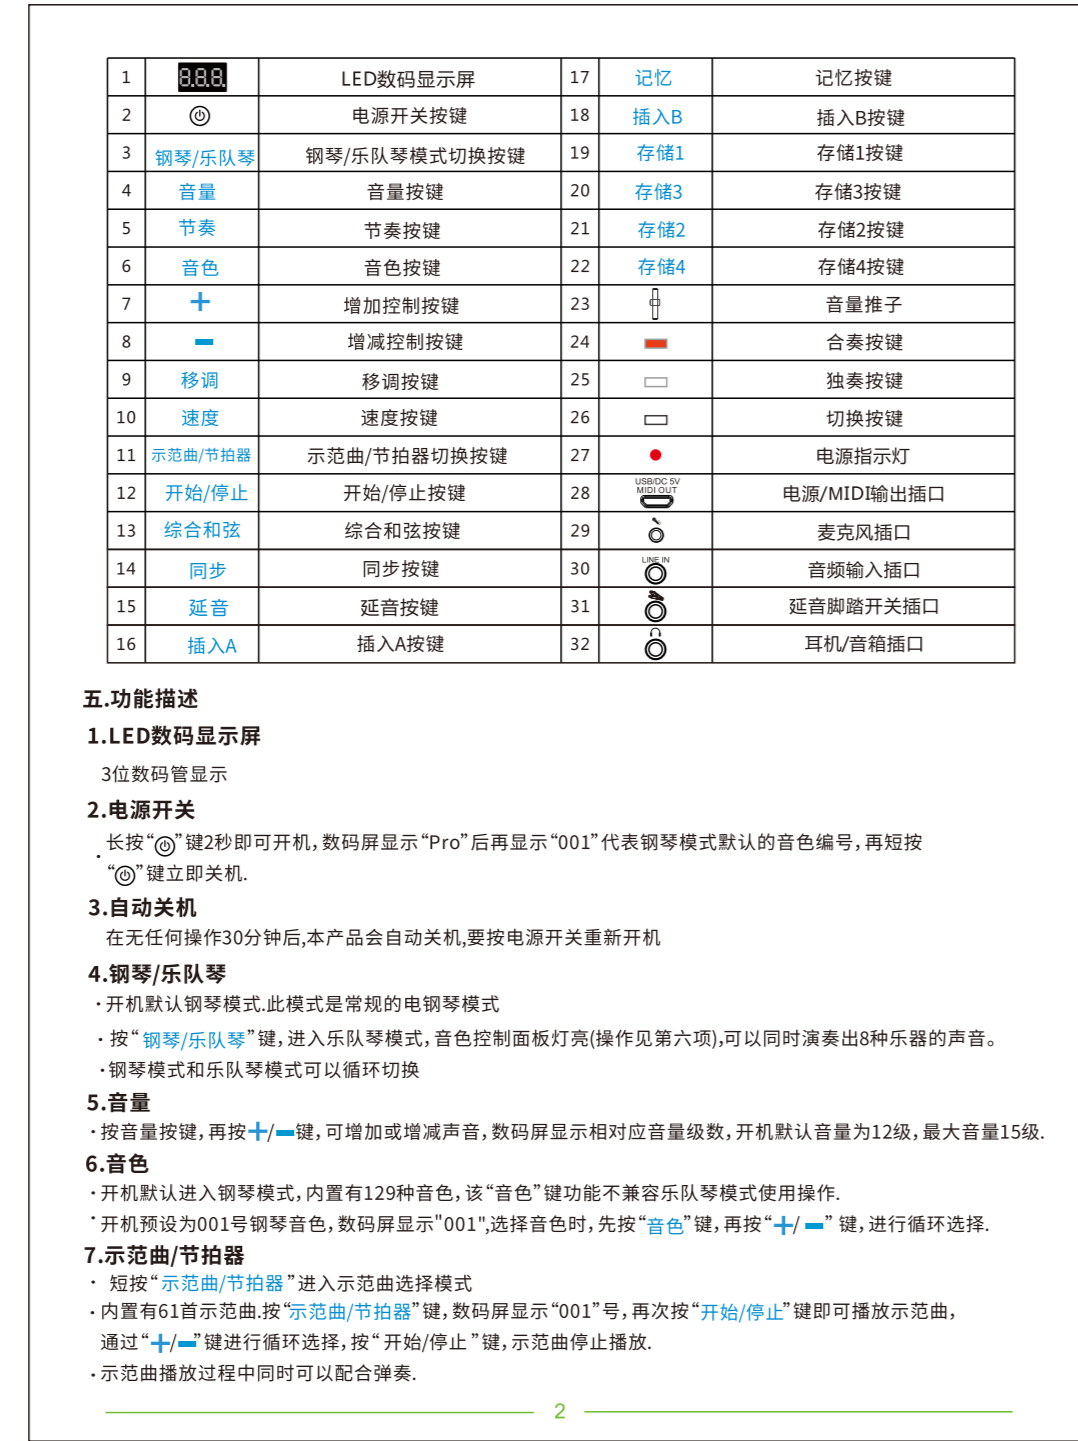 1 8.8.8. LED数码显示屏 17 记忆 记忆按键
2 电源开关按键 18 插入B 插入B按键
3 钢琴/乐队琴 钢琴/乐队琴模式切换按键 19 存储1 存储1按键
4 音量 音量按键 20 存储3 存储3按键
5 节奏 节奏按键 21 存储2 存储2按键
6 音色 音色按键 22 存储4 存储4按键
7 + 增加控制按键 23 音量推子
8 - 增减控制按键 24 合奏按键
9 移调 移调按键 25 独奏按键
10 速度 速度按键 26 切换按键
11 示范曲/节拍器 示范曲/节拍器切换按键 27 电源指示灯
12 开始/停止 开始/停止按键 28 USB/DC 5V MIDI OUT 电源/MIDI输出插口
13 综合和弦 综合和弦按键 29 麦克风插口
14 同步 同步按键 30 LINE IN 音频输入插口
15 延音 延音按键 31 延音脚踏开关插口
16 插入A 插入A按键 32 耳机/音箱插口
五.功能描述
1.LED数码显示屏
3位数码管显示
2.电源开关
·长按“⏻”键2秒即可开机，数码屏显示“Pro”后再显示“001”代表钢琴模式默认的音色编号，再短按
“⏻”键立即关机.
3.自动关机
在无任何操作30分钟后,本产品会自动关机,要按电源开关重新开机
4.钢琴/乐队琴
·开机默认钢琴模式.此模式是常规的电钢琴模式
·按“钢琴/乐队琴”键，进入乐队琴模式，音色控制面板灯亮(操作见第六项),可以同时演奏出8种乐器的声音。
·钢琴模式和乐队琴模式可以循环切换
5.音量
·按音量按键，再按+/-键，可增加或增减声音，数码屏显示相对应音量级数，开机默认音量为12级，最大音量15级.
6.音色
·开机默认进入钢琴模式，内置有129种音色，该“音色”键功能不兼容乐队琴模式使用操作.
·开机预设为001号钢琴音色，数码屏显示"001",选择音色时，先按“音色”键，再按“+/-”键，进行循环选择.
7.示范曲/节拍器
· 短按“示范曲/节拍器”进入示范曲选择模式
·内置有61首示范曲.按“示范曲/节拍器”键，数码屏显示“001”号，再次按“开始/停止”键即可播放示范曲，
通过“+/-”键进行循环选择，按“开始/停止”键，示范曲停止播放.
·示范曲播放过程中同时可以配合弹奏.
2